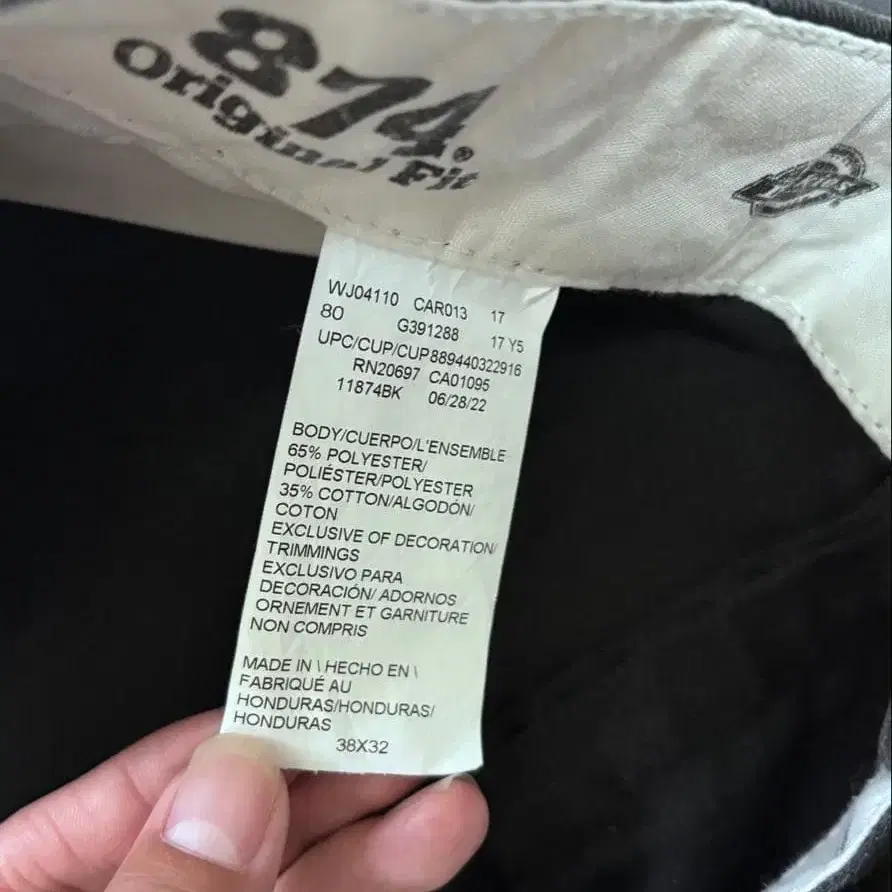 874®
Original Fit
WJ04110 CAR013 17
80 G391288 17 Y5
UPC/CUP/CUP889440322916
RN20697 CA01095
11874BK 06/28/22
BODY/CUERPO/L'ENSEMBLE
65% POLYESTER/
POLIÉSTER/POLYESTER
35% COTTON/ALGODÓN/
COTON
EXCLUSIVE OF DECORATION/
TRIMMINGS
EXCLUSIVO PARA
DECORACIÓN/ ADORNOS
ORNEMENT ET GARNITURE
NON COMPRIS
MADE IN \ HECHO EN \
FABRIQUÉ AU
HONDURAS/HONDURAS/
HONDURAS
38X32